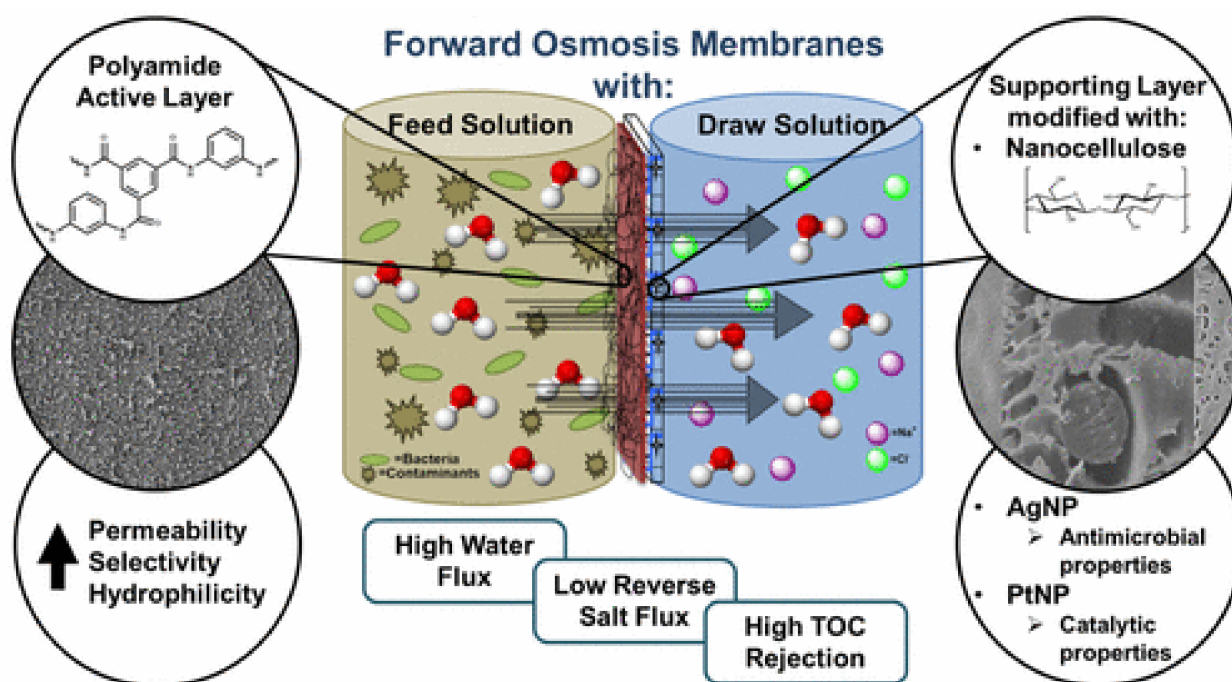 Forward Osmosis Membranes
with:
Polyamide
Active Layer
Feed Solution
Draw Solution
Supporting Layer
modified with:
• Nanocellulose
=Bacteria
=Contaminants
=Na⁺
=Cl⁻
Permeability
Selectivity
Hydrophilicity
High Water
Flux
Low Reverse
Salt Flux
High TOC
Rejection
• AgNP
➢ Antimicrobial
properties
• PtNP
➢ Catalytic
properties